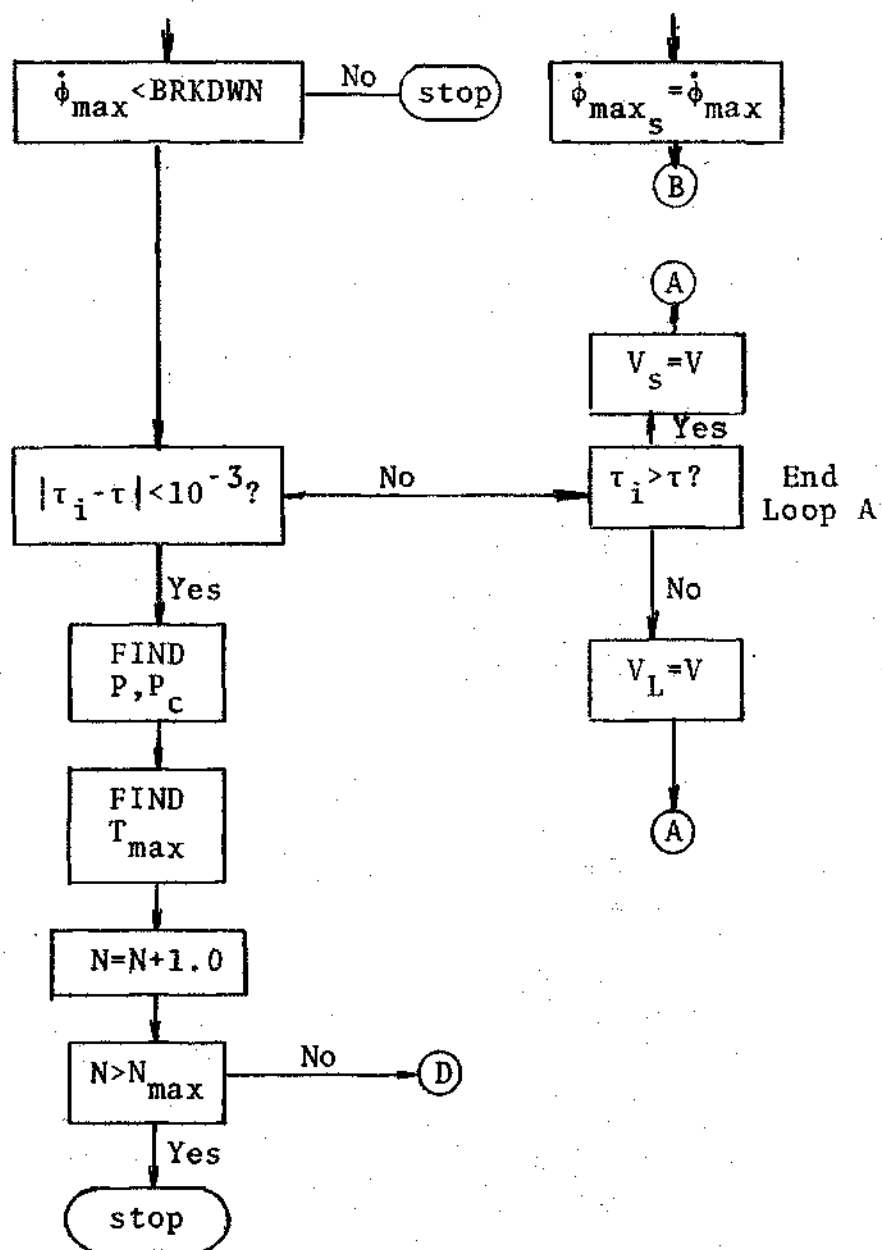 φ̇max<BRKDWN
No
stop
φ̇maxs=φ̇max
B
A
Vs=V
Yes
|τi-τ|<10-3?
No
τi>τ?
End
Loop A
Yes
No
FIND
P,Pc
VL=V
FIND
Tmax
A
N=N+1.0
N>Nmax
No
D
Yes
stop